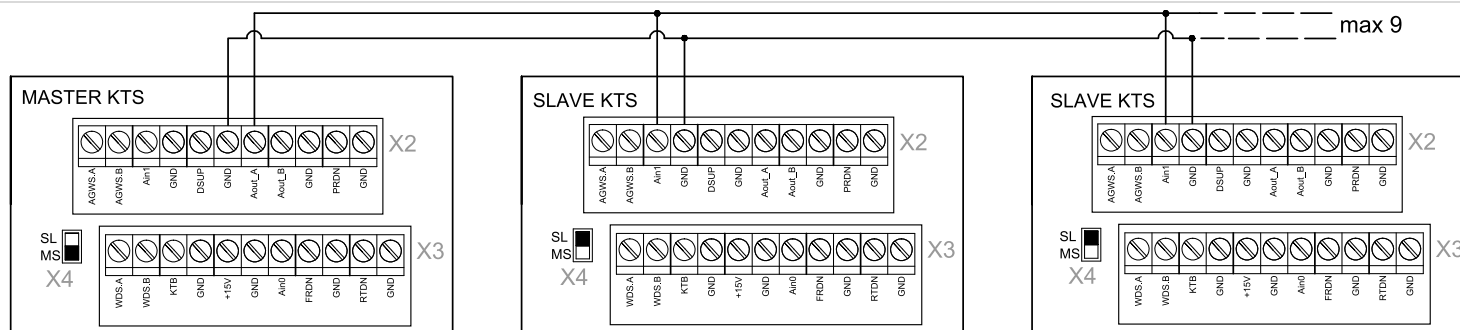 max 9
MASTER KTS
X2
AGWS.A AGWS.B Ain1 GND DSUP GND Aout_A Aout_B GND PRDN GND
SL
MS
X4
X3
WDS.A WDS.B KTB GND +15V GND Ain0 FRDN GND RTDN GND
SLAVE KTS
X2
AGWS.A AGWS.B Ain1 GND DSUP GND Aout_A Aout_B GND PRDN GND
SL
MS
X4
X3
WDS.A WDS.B KTB GND +15V GND Ain0 FRDN GND RTDN GND
SLAVE KTS
X2
AGWS.A AGWS.B Ain1 GND DSUP GND Aout_A Aout_B GND PRDN GND
SL
MS
X4
X3
WDS.A WDS.B KTB GND +15V GND Ain0 FRDN GND RTDN GND